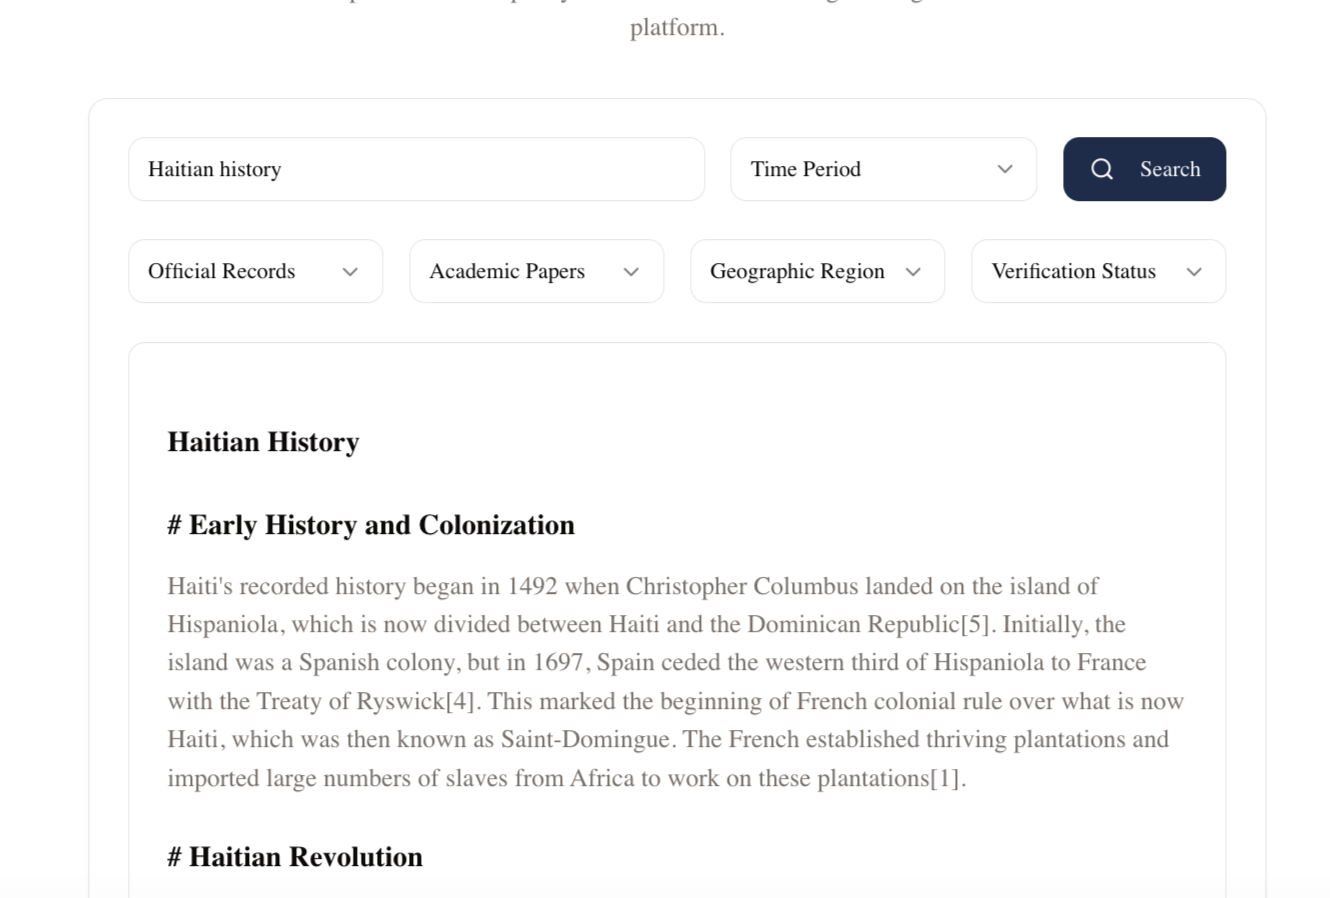 platform.
Haitian history
Time Period
Search
Official Records
Academic Papers
Geographic Region
Verification Status
Haitian History
# Early History and Colonization
Haiti's recorded history began in 1492 when Christopher Columbus landed on the island of
Hispaniola, which is now divided between Haiti and the Dominican Republic[5]. Initially, the
island was a Spanish colony, but in 1697, Spain ceded the western third of Hispaniola to France
with the Treaty of Ryswick[4]. This marked the beginning of French colonial rule over what is now
Haiti, which was then known as Saint-Domingue. The French established thriving plantations and
imported large numbers of slaves from Africa to work on these plantations[1].
# Haitian Revolution